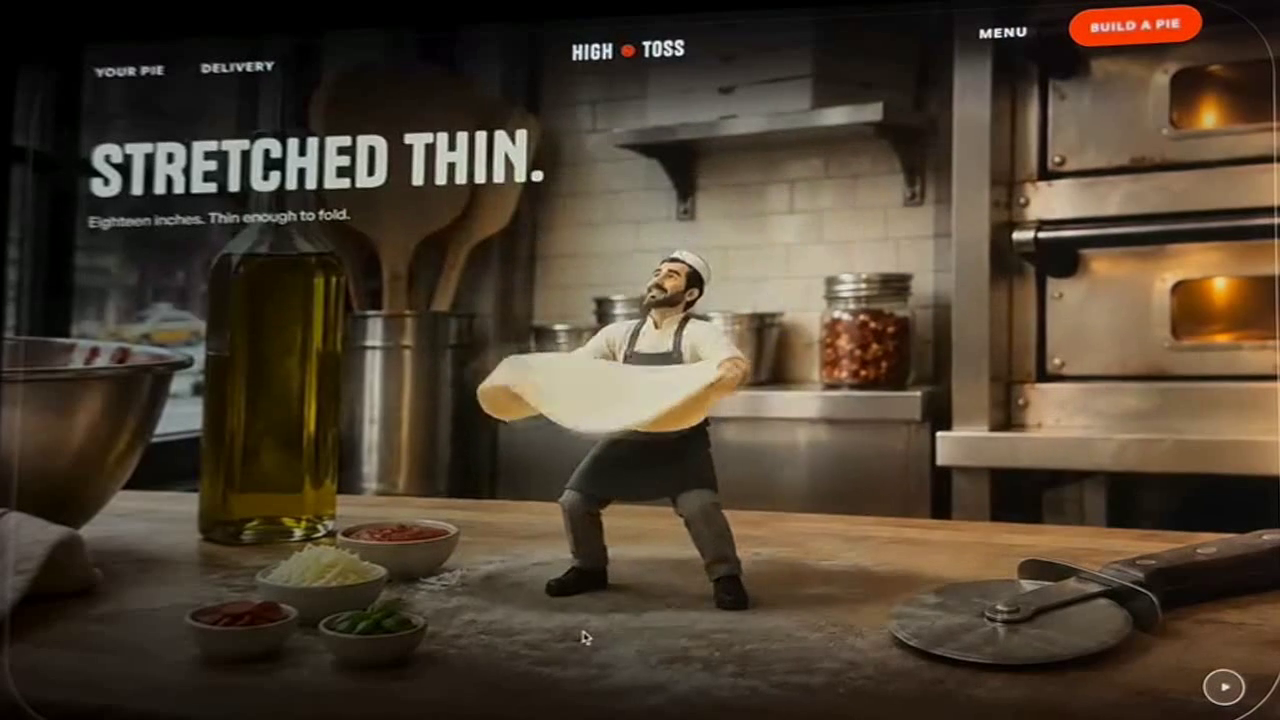 YOUR PIE
DELIVERY
HIGH TOSS
MENU
BUILD A PIE
STRETCHED THIN.
Eighteen inches. Thin enough to fold.